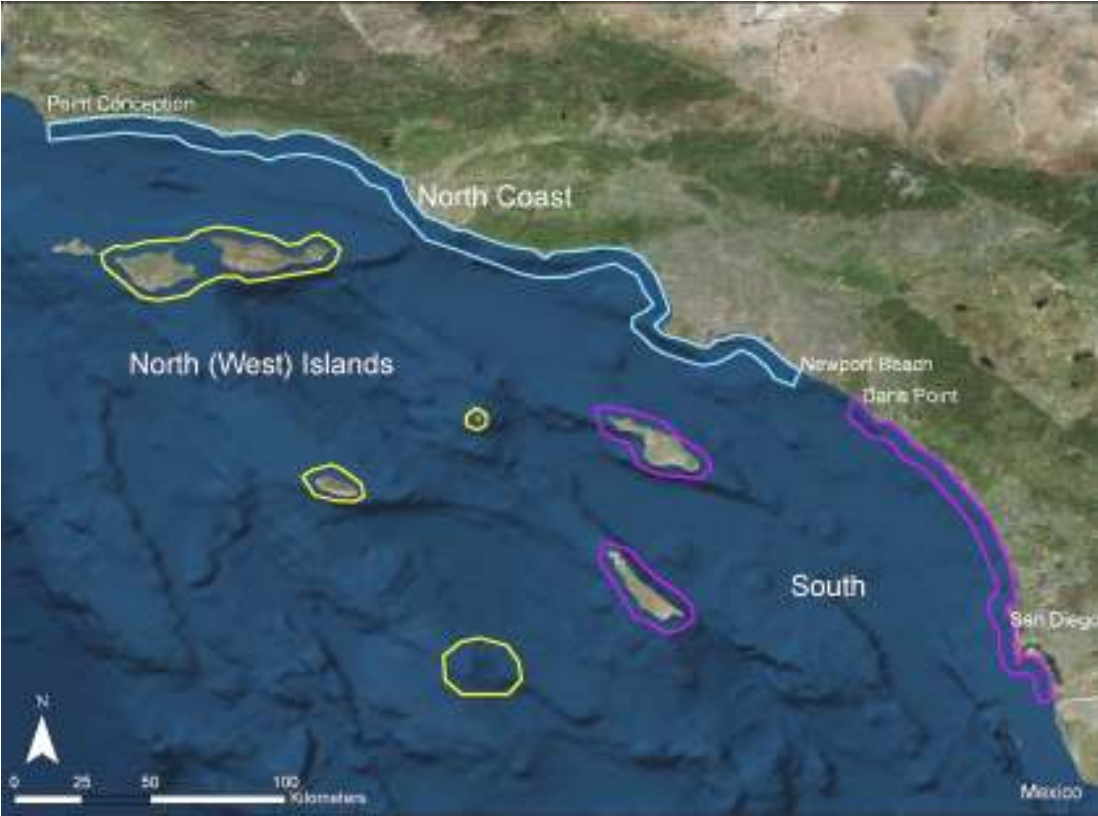 Point Conception
North Coast
North (West) Islands
Newport Beach
Dana Point
South
San Diego
N
0 25 50 100
Kilometers
Mexico